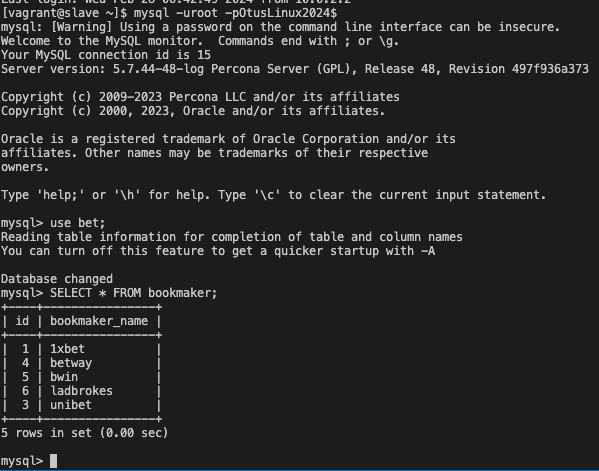 [vagrant@slave ~]$ mysql -uroot -pOtusLinux2024$
mysql: [Warning] Using a password on the command line interface can be insecure.
Welcome to the MySQL monitor.  Commands end with ; or \g.
Your MySQL connection id is 15
Server version: 5.7.44-48-log Percona Server (GPL), Release 48, Revision 497f936a373

Copyright (c) 2009-2023 Percona LLC and/or its affiliates
Copyright (c) 2000, 2023, Oracle and/or its affiliates.

Oracle is a registered trademark of Oracle Corporation and/or its
affiliates. Other names may be trademarks of their respective
owners.

Type 'help;' or '\h' for help. Type '\c' to clear the current input statement.

mysql> use bet;
Reading table information for completion of table and column names
You can turn off this feature to get a quicker startup with -A

Database changed
mysql> SELECT * FROM bookmaker;
+----+----------------+
| id | bookmaker_name |
+----+----------------+
|  1 | 1xbet          |
|  4 | betway         |
|  5 | bwin           |
|  6 | ladbrokes      |
|  3 | unibet         |
+----+----------------+
5 rows in set (0.00 sec)

mysql>